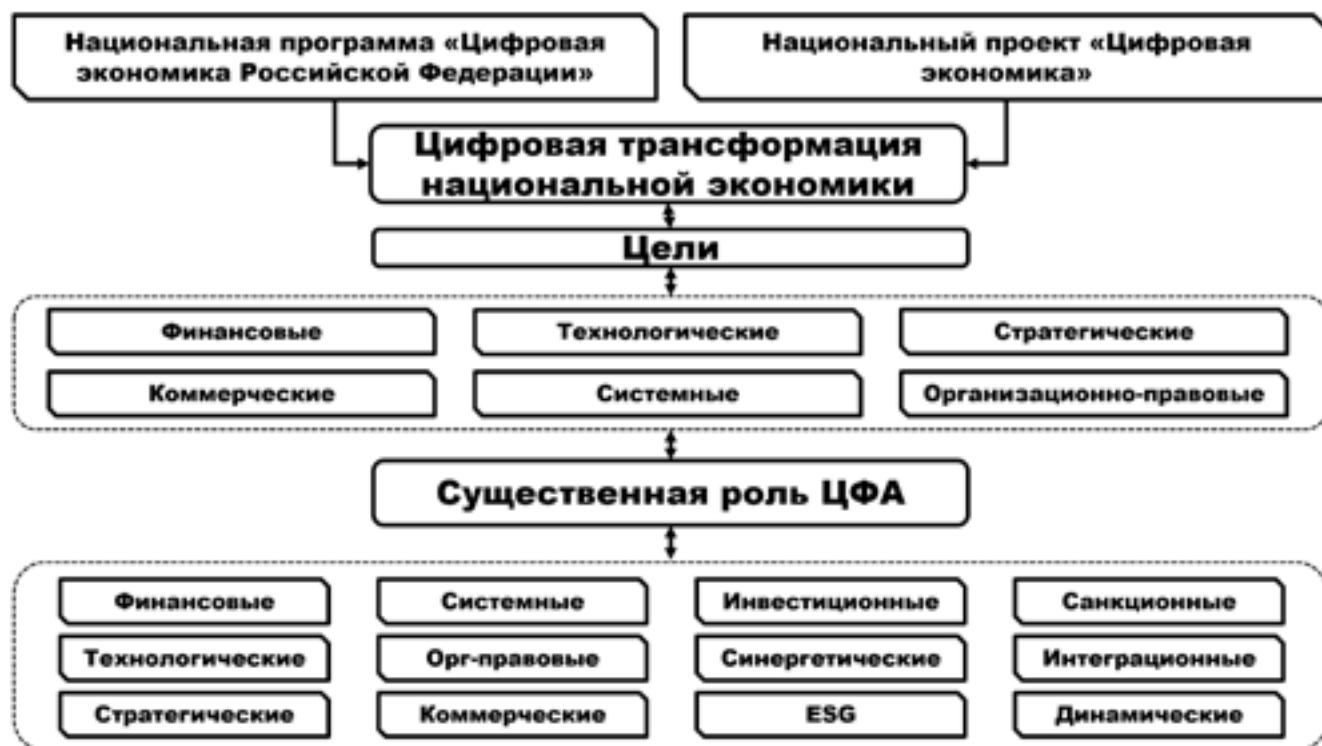 Национальная программа «Цифровая
экономика Российской Федерации»
Национальный проект «Цифровая
экономика»
Цифровая трансформация
национальной экономики
Цели
Финансовые
Технологические
Стратегические
Коммерческие
Системные
Организационно-правовые
Существенная роль ЦФА
Финансовые
Системные
Инвестиционные
Санкционные
Технологические
Орг-правовые
Синергетические
Интеграционные
Стратегические
Коммерческие
ESG
Динамические